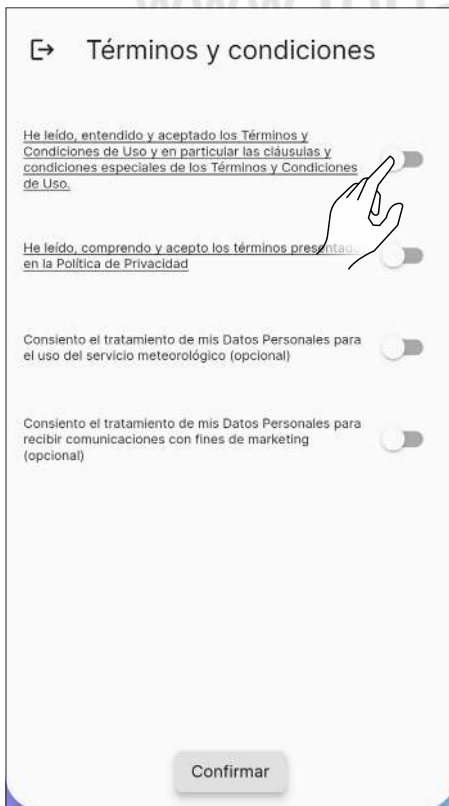 Términos y condiciones
He leído, entendido y aceptado los Términos y
Condiciones de Uso y en particular las cláusulas y
condiciones especiales de los Términos y Condiciones
de Uso.
He leído, comprendo y acepto los términos
en la Política de Privacidad
Consiento el tratamiento de mis Datos Personales para
el uso del servicio meteorológico (opcional)
Consiento el tratamiento de mis Datos Personales para
recibir comunicaciones con fines de marketing
(opcional)
Confirmar